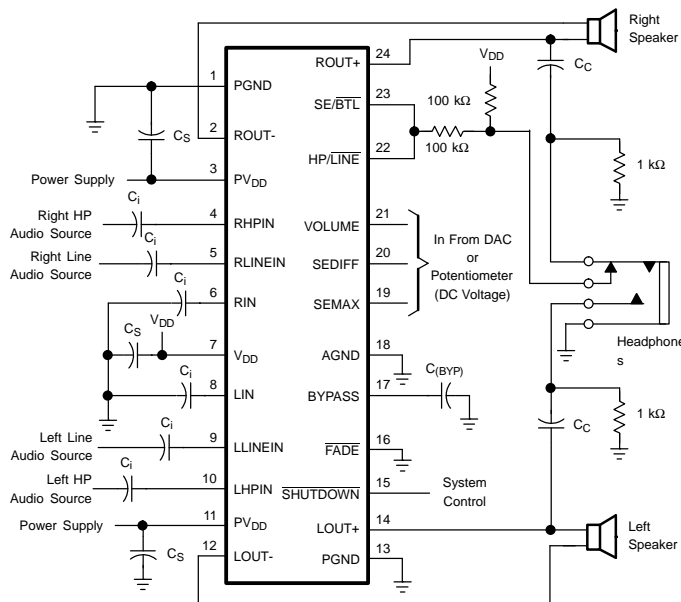 Right
Speaker
ROUT+
24
VDD
CC
1
PGND
SE/BTL
23
100 kΩ
CS
2
ROUT-
HP/LINE
22
100 kΩ
1 kΩ
Power Supply
3
PVDD
Ci
Right HP
Audio Source
4
RHPIN
VOLUME
21
Ci
Right Line
Audio Source
5
RLINEIN
SEDIFF
20
In From DAC
or
Potentiometer
(DC Voltage)
Ci
6
RIN
SEMAX
19
CS
VDD
7
VDD
AGND
18
Headphone
s
Ci
8
LIN
BYPASS
17
C(BYP)
Left Line
Audio Source
Ci
9
LLINEIN
FADE
16
CC
1 kΩ
Left HP
Audio Source
Ci
10
LHPIN
SHUTDOWN
15
System
Control
Power Supply
11
PVDD
LOUT+
14
Left
Speaker
CS
12
LOUT-
PGND
13